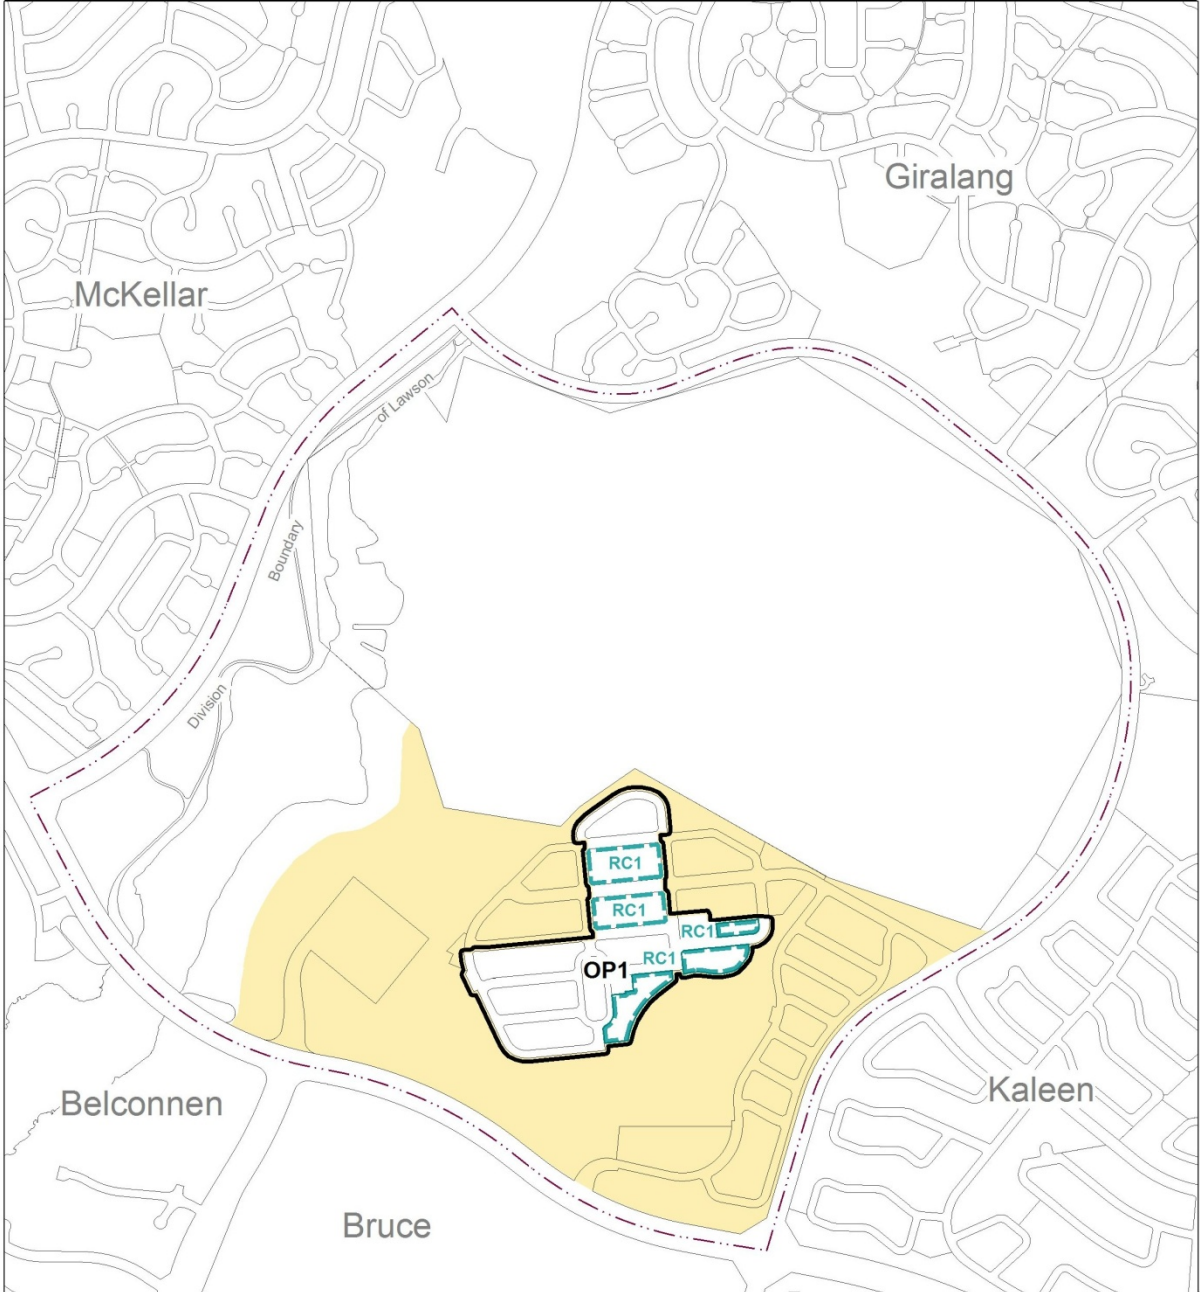 Giralang
McKellar
of Lawson
Boundary
Division
RC1
RC1
RC1
RC1
OP1
Kaleen
Belconnen
Bruce